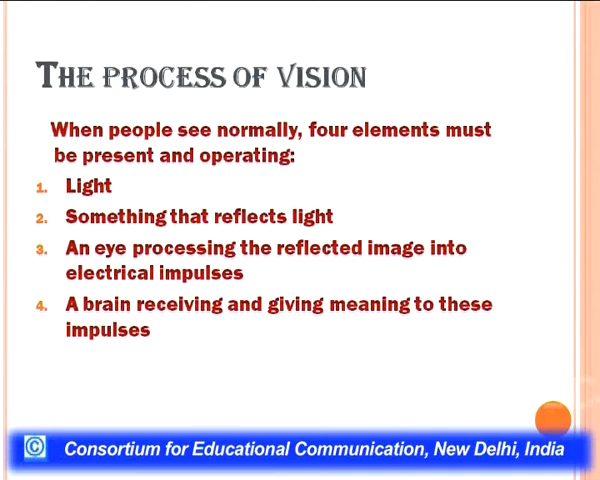 THE PROCESS OF VISION
When people see normally, four elements must
be present and operating:
1. Light
2. Something that reflects light
3. An eye processing the reflected image into
electrical impulses
4. A brain receiving and giving meaning to these
impulses
© Consortium for Educational Communication, New Delhi, India